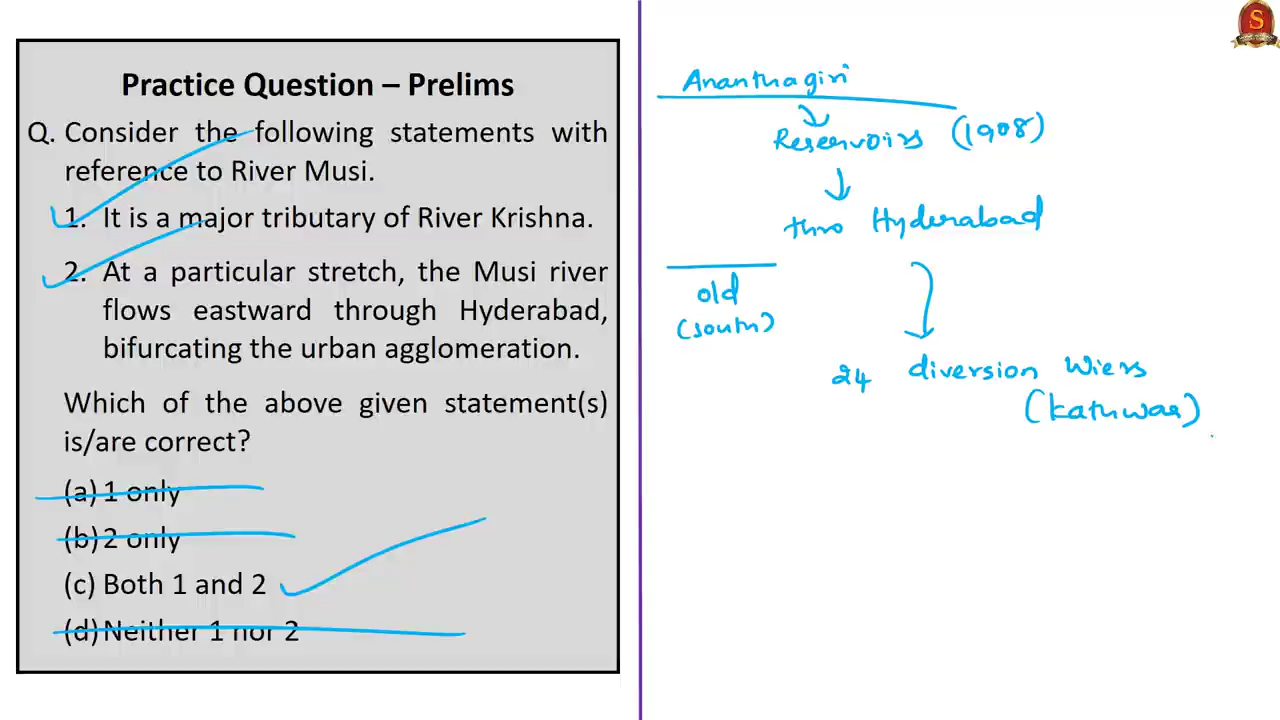 Practice Question – Prelims
Q. Consider the following statements with
reference to River Musi.
1. It is a major tributary of River Krishna.
2. At a particular stretch, the Musi river
flows eastward through Hyderabad,
bifurcating the urban agglomeration.
Which of the above given statement(s)
is/are correct?
(a) 1 only
(b) 2 only
(c) Both 1 and 2
(d) Neither 1 nor 2
Ananthagiri
Reservoirs (1908)
thro Hyderabad
old
(south)
24 diversion Wiers
(kathwas)
S